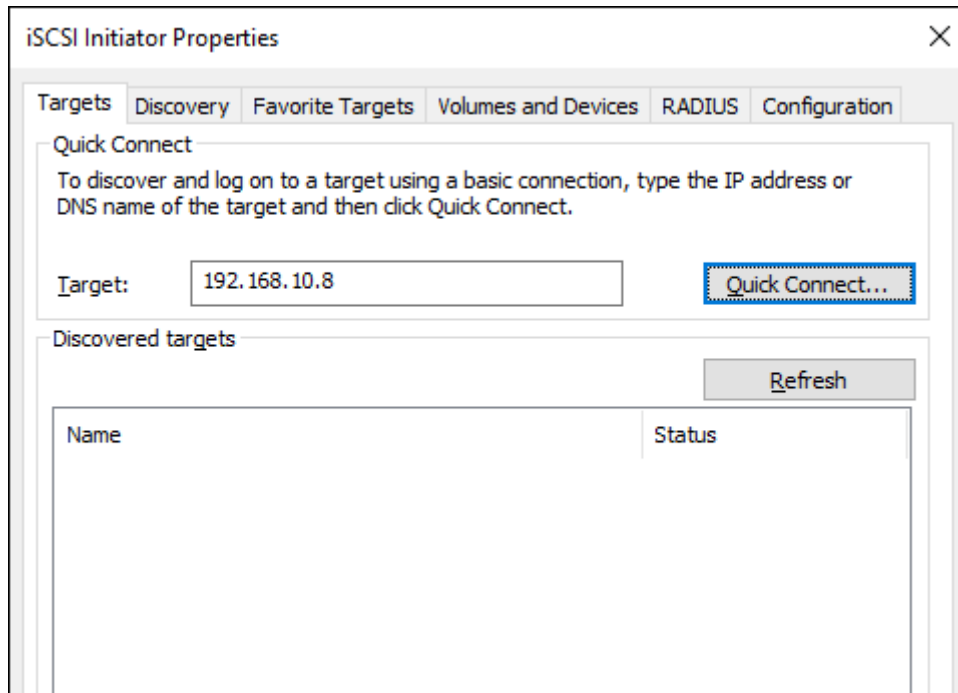 iSCSI Initiator Properties
Targets Discovery Favorite Targets Volumes and Devices RADIUS Configuration
Quick Connect
To discover and log on to a target using a basic connection, type the IP address or
DNS name of the target and then click Quick Connect.
Target: 192.168.10.8 Quick Connect...
Discovered targets
Refresh
Name Status